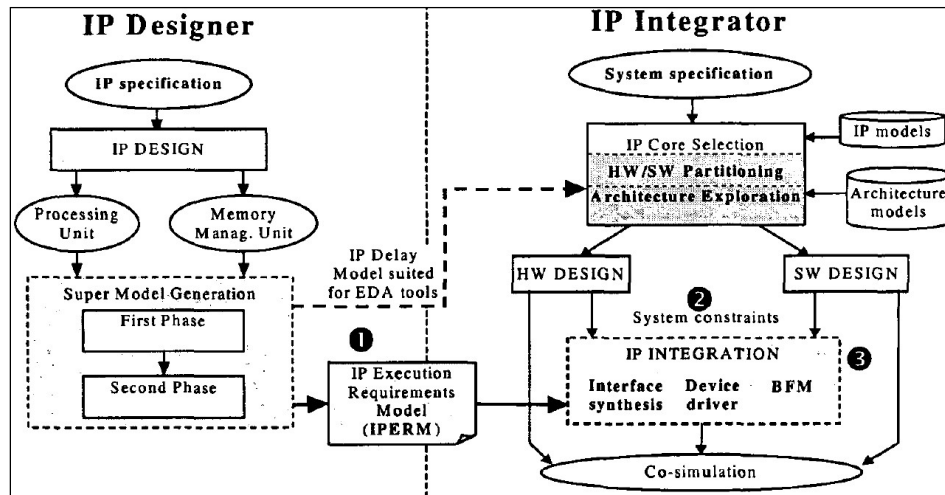 IP Designer
IP specification
IP DESIGN
Processing
Unit
Memory
Manag. Unit
Super Model Generation
First Phase
Second Phase
IP Delay
Model suited
for EDA tools
1
IP Execution
Requirements
Model
(IPERM)
IP Integrator
System specification
IP Core Selection
HW/SW Partitioning
Architecture Exploration
IP models
Architecture
models
HW DESIGN
SW DESIGN
2
System constraints
3
IP INTEGRATION
Interface Device BFM
synthesis driver
Co-simulation